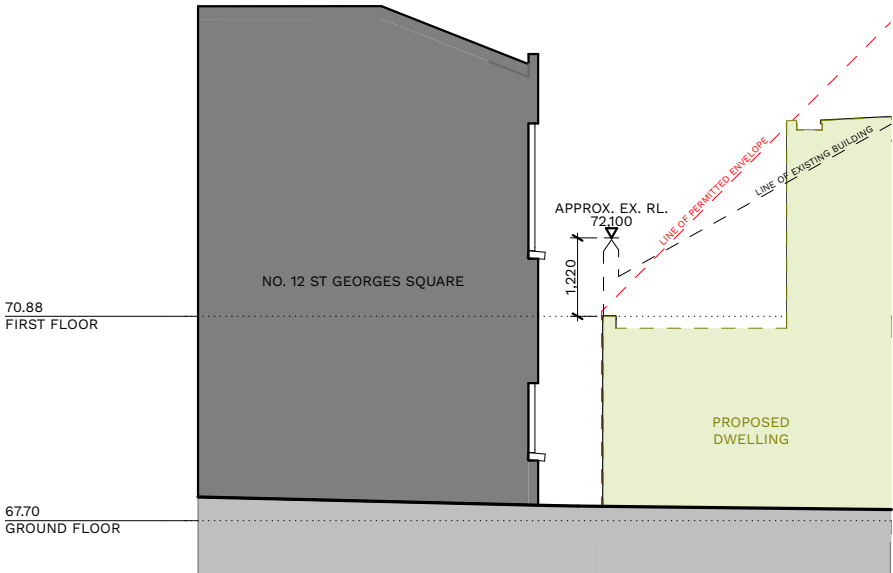 LINE OF PERMITTED ENVELOPE
LINE OF EXISTING BUILDING
APPROX. EX. RL.
72.100
1,220
NO. 12 ST GEORGES SQUARE
70.88
FIRST FLOOR
PROPOSED
DWELLING
67.70
GROUND FLOOR